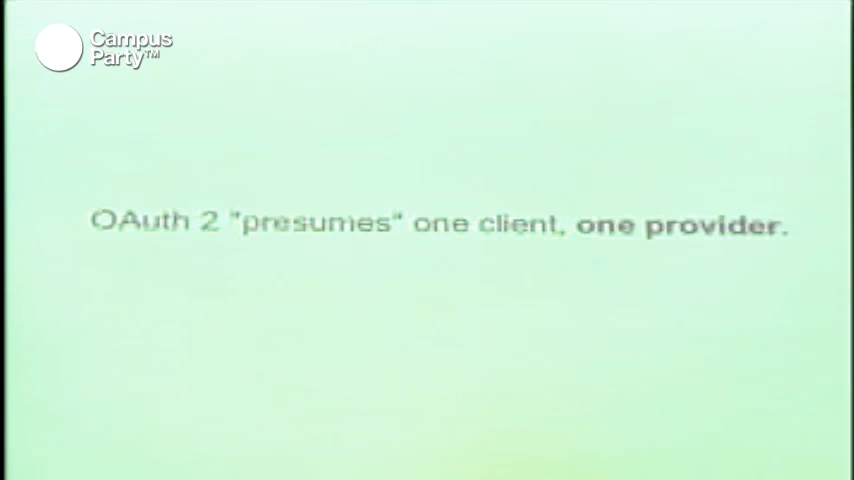 Campus
Party™
OAuth 2 "presumes" one client, one provider.